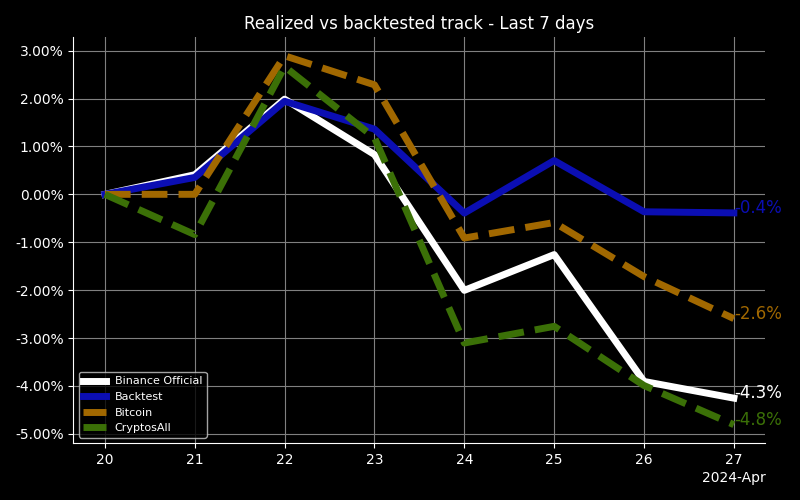 Realized vs backtested track - Last 7 days
3.00%
2.00%
1.00%
0.00%
-1.00%
-2.00%
-3.00%
-4.00%
-5.00%
-0.4%
-2.6%
-4.3%
-4.8%
Binance Official
Backtest
Bitcoin
CryptosAll
20 21 22 23 24 25 26 27
2024-Apr